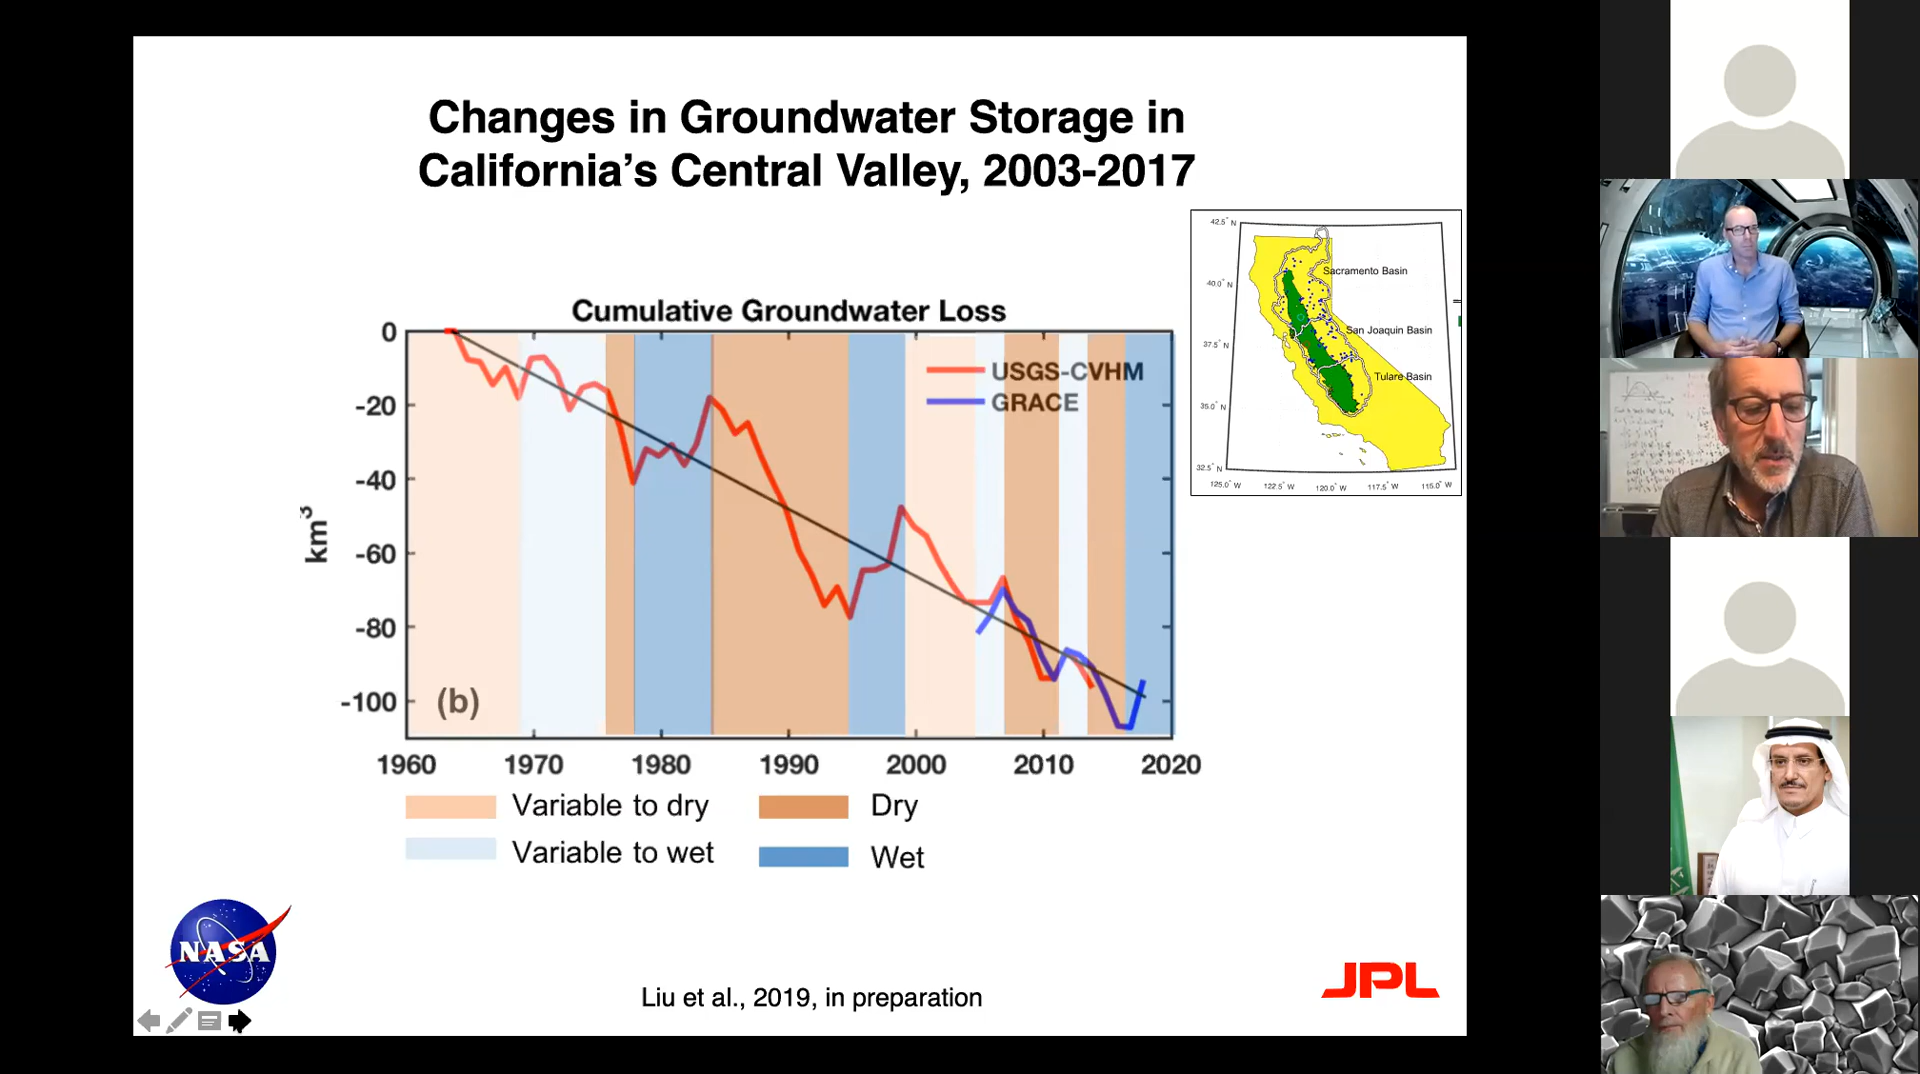 Changes in Groundwater Storage in
California's Central Valley, 2003-2017
42.5° N
40.0° N
37.5° N
35.0° N
32.5° N
125.0° W 122.5° W 120.0° W 117.5° W 115.0° W
Sacramento Basin
San Joaquin Basin
Tulare Basin
Cumulative Groundwater Loss
USGS-CVHM
GRACE
0
-20
-40
-60
-80
-100
km³
(b)
1960 1970 1980 1990 2000 2010 2020
Variable to dry
Dry
Variable to wet
Wet
NASA
Liu et al., 2019, in preparation
JPL